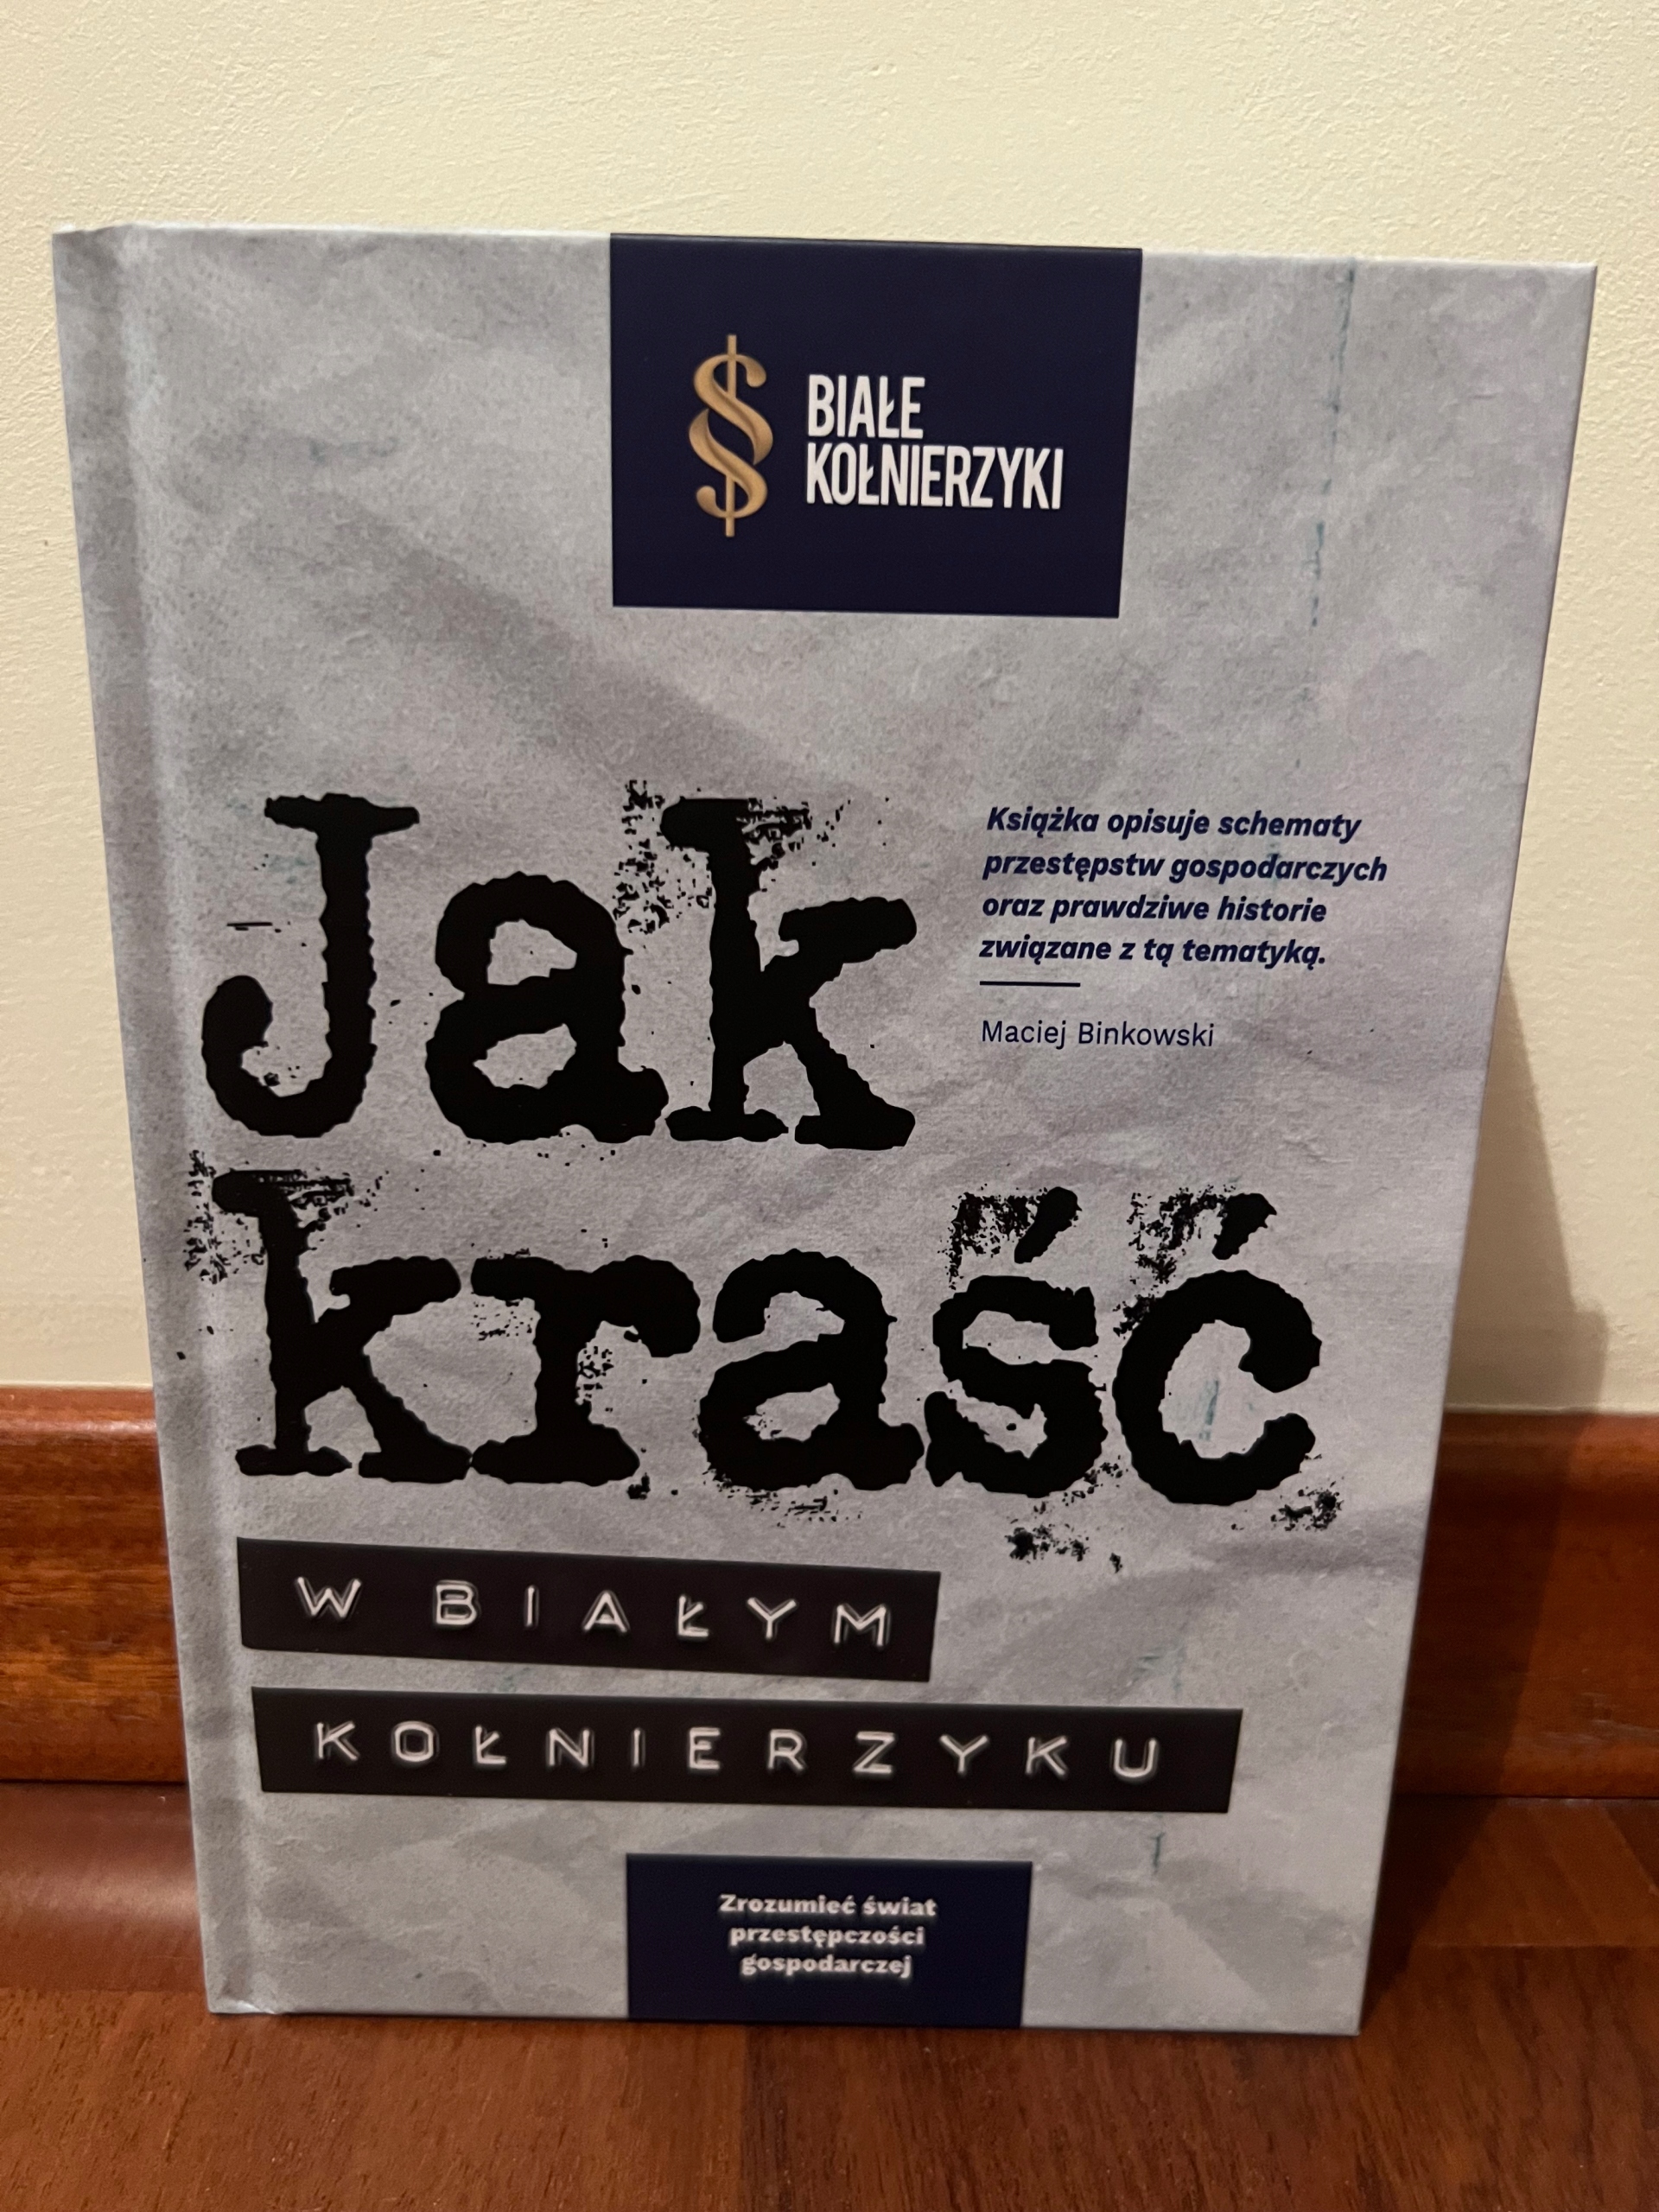 BIAŁE
KOŁNIERZYKI
Jak
Książka opisuje schematy
przestępstw gospodarczych
oraz prawdziwe historie
związane z tą tematyką.
Maciej Binkowski
kraść
W BIAŁYM
KOŁNIERZYKU
Zrozumieć świat
przestępczości
gospodarczej